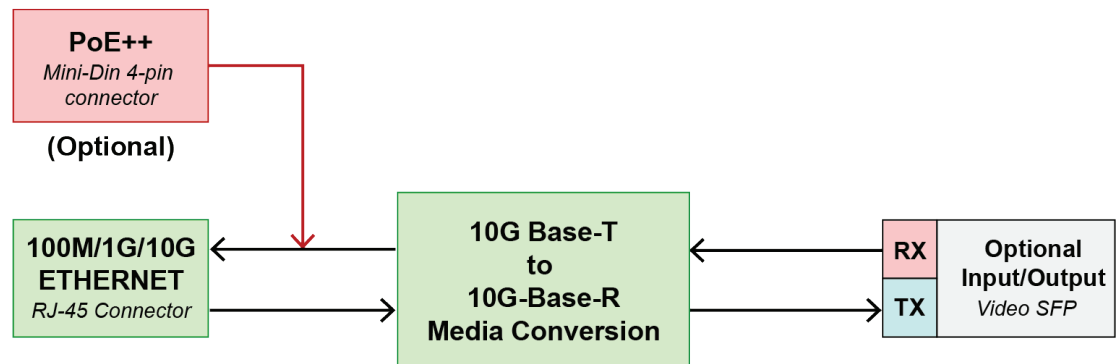 PoE++
Mini-Din 4-pin
connector
(Optional)
100M/1G/10G
ETHERNET
RJ-45 Connector
10G Base-T
to
10G-Base-R
Media Conversion
RX
TX
Optional
Input/Output
Video SFP